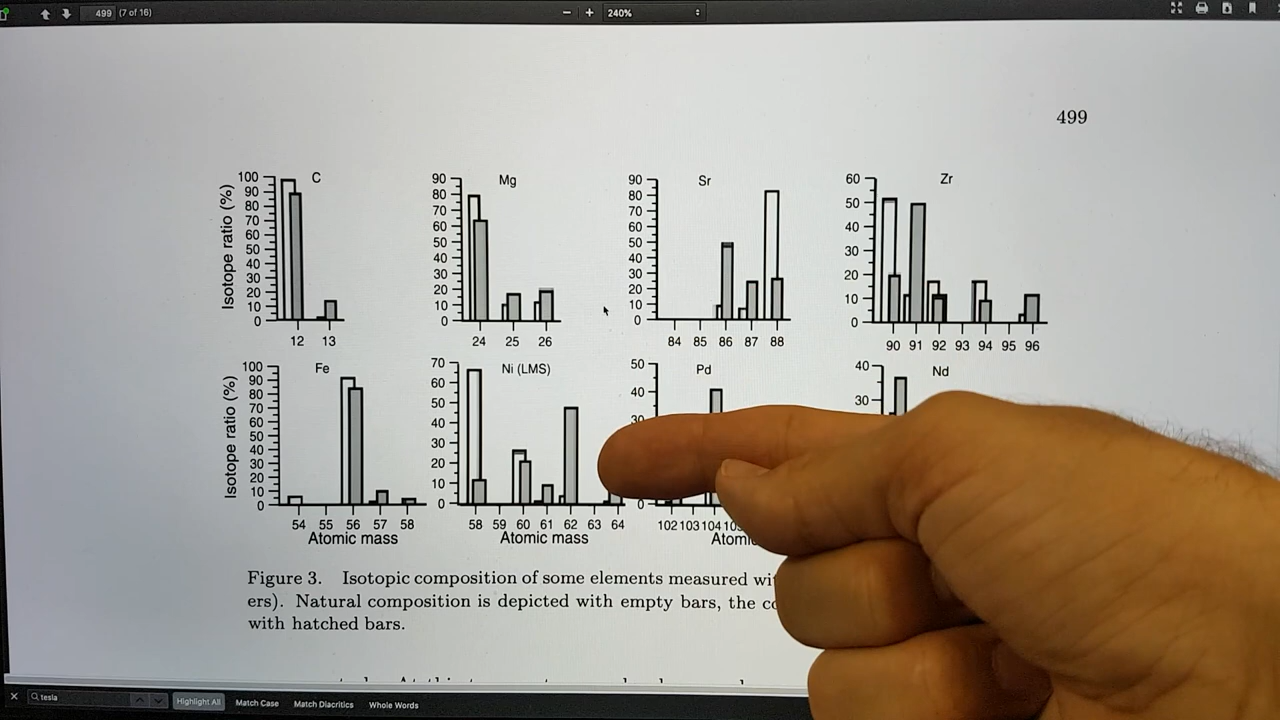 499 (7 of 16)
240%
499
C
Mg
Sr
Zr
Isotope ratio (%)
100 90 80 70 60 50 40 30 20 10 0
90 80 70 60 50 40 30 20 10 0
90 80 70 60 50 40 30 20 10 0
60 50 40 30 20 10 0
12 13
24 25 26
84 85 86 87 88
90 91 92 93 94 95 96
Fe
Ni (LMS)
Pd
Nd
Isotope ratio (%)
100 90 80 70 60 50 40 30 20 10 0
70 60 50 40 30 20 10 0
50 40 30 0
40 30
54 55 56 57 58
58 59 60 61 62 63 64
102 103 104
Atomic mass
Atomic mass
Figure 3. Isotopic composition of some elements measured
ers). Natural composition is depicted with empty bars, the
with hatched bars.
tesla
Highlight All Match Case Match Diacritics Whole Words